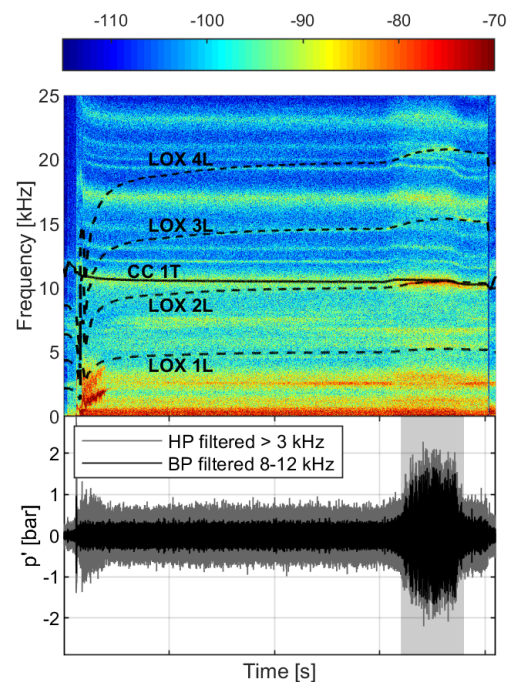 -110 -100 -90 -80 -70
25
20
15
10
5
0
Frequency [kHz]
LOX 4L
LOX 3L
CC 1T
LOX 2L
LOX 1L
HP filtered > 3 kHz
BP filtered 8-12 kHz
2
1
0
-1
-2
p' [bar]
Time [s]